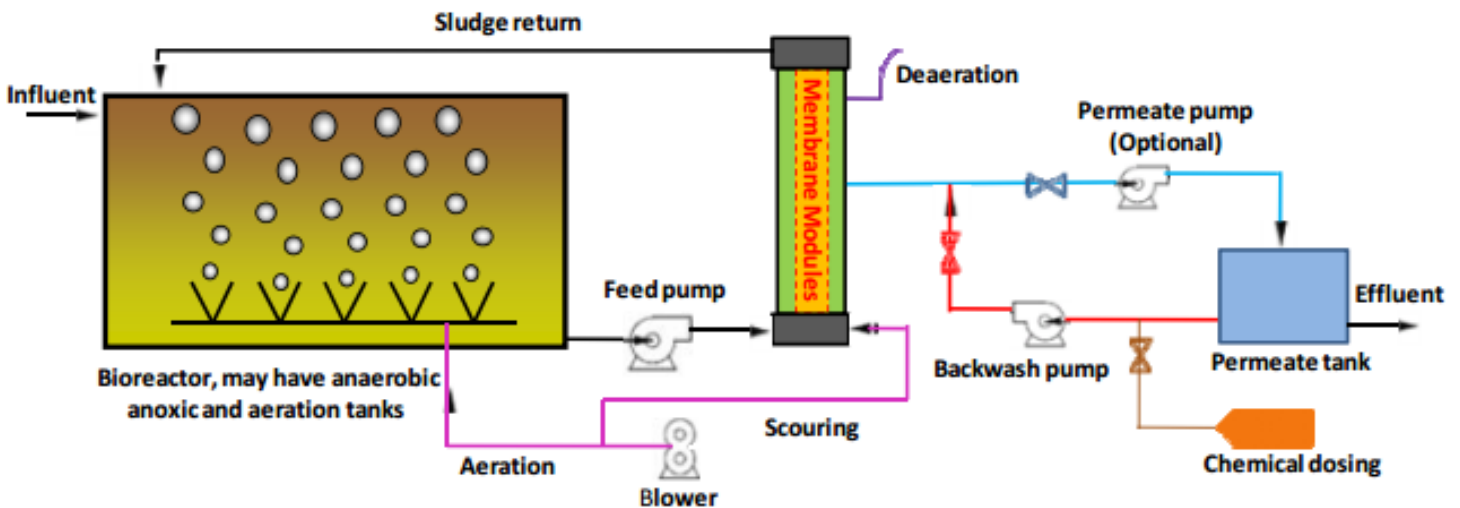 Sludge return
Influent
Deaeration
Membrane Modules
Permeate pump
(Optional)
Feed pump
Effluent
Bioreactor, may have anaerobic
anoxic and aeration tanks
Backwash pump
Permeate tank
Scouring
Aeration
Blower
Chemical dosing